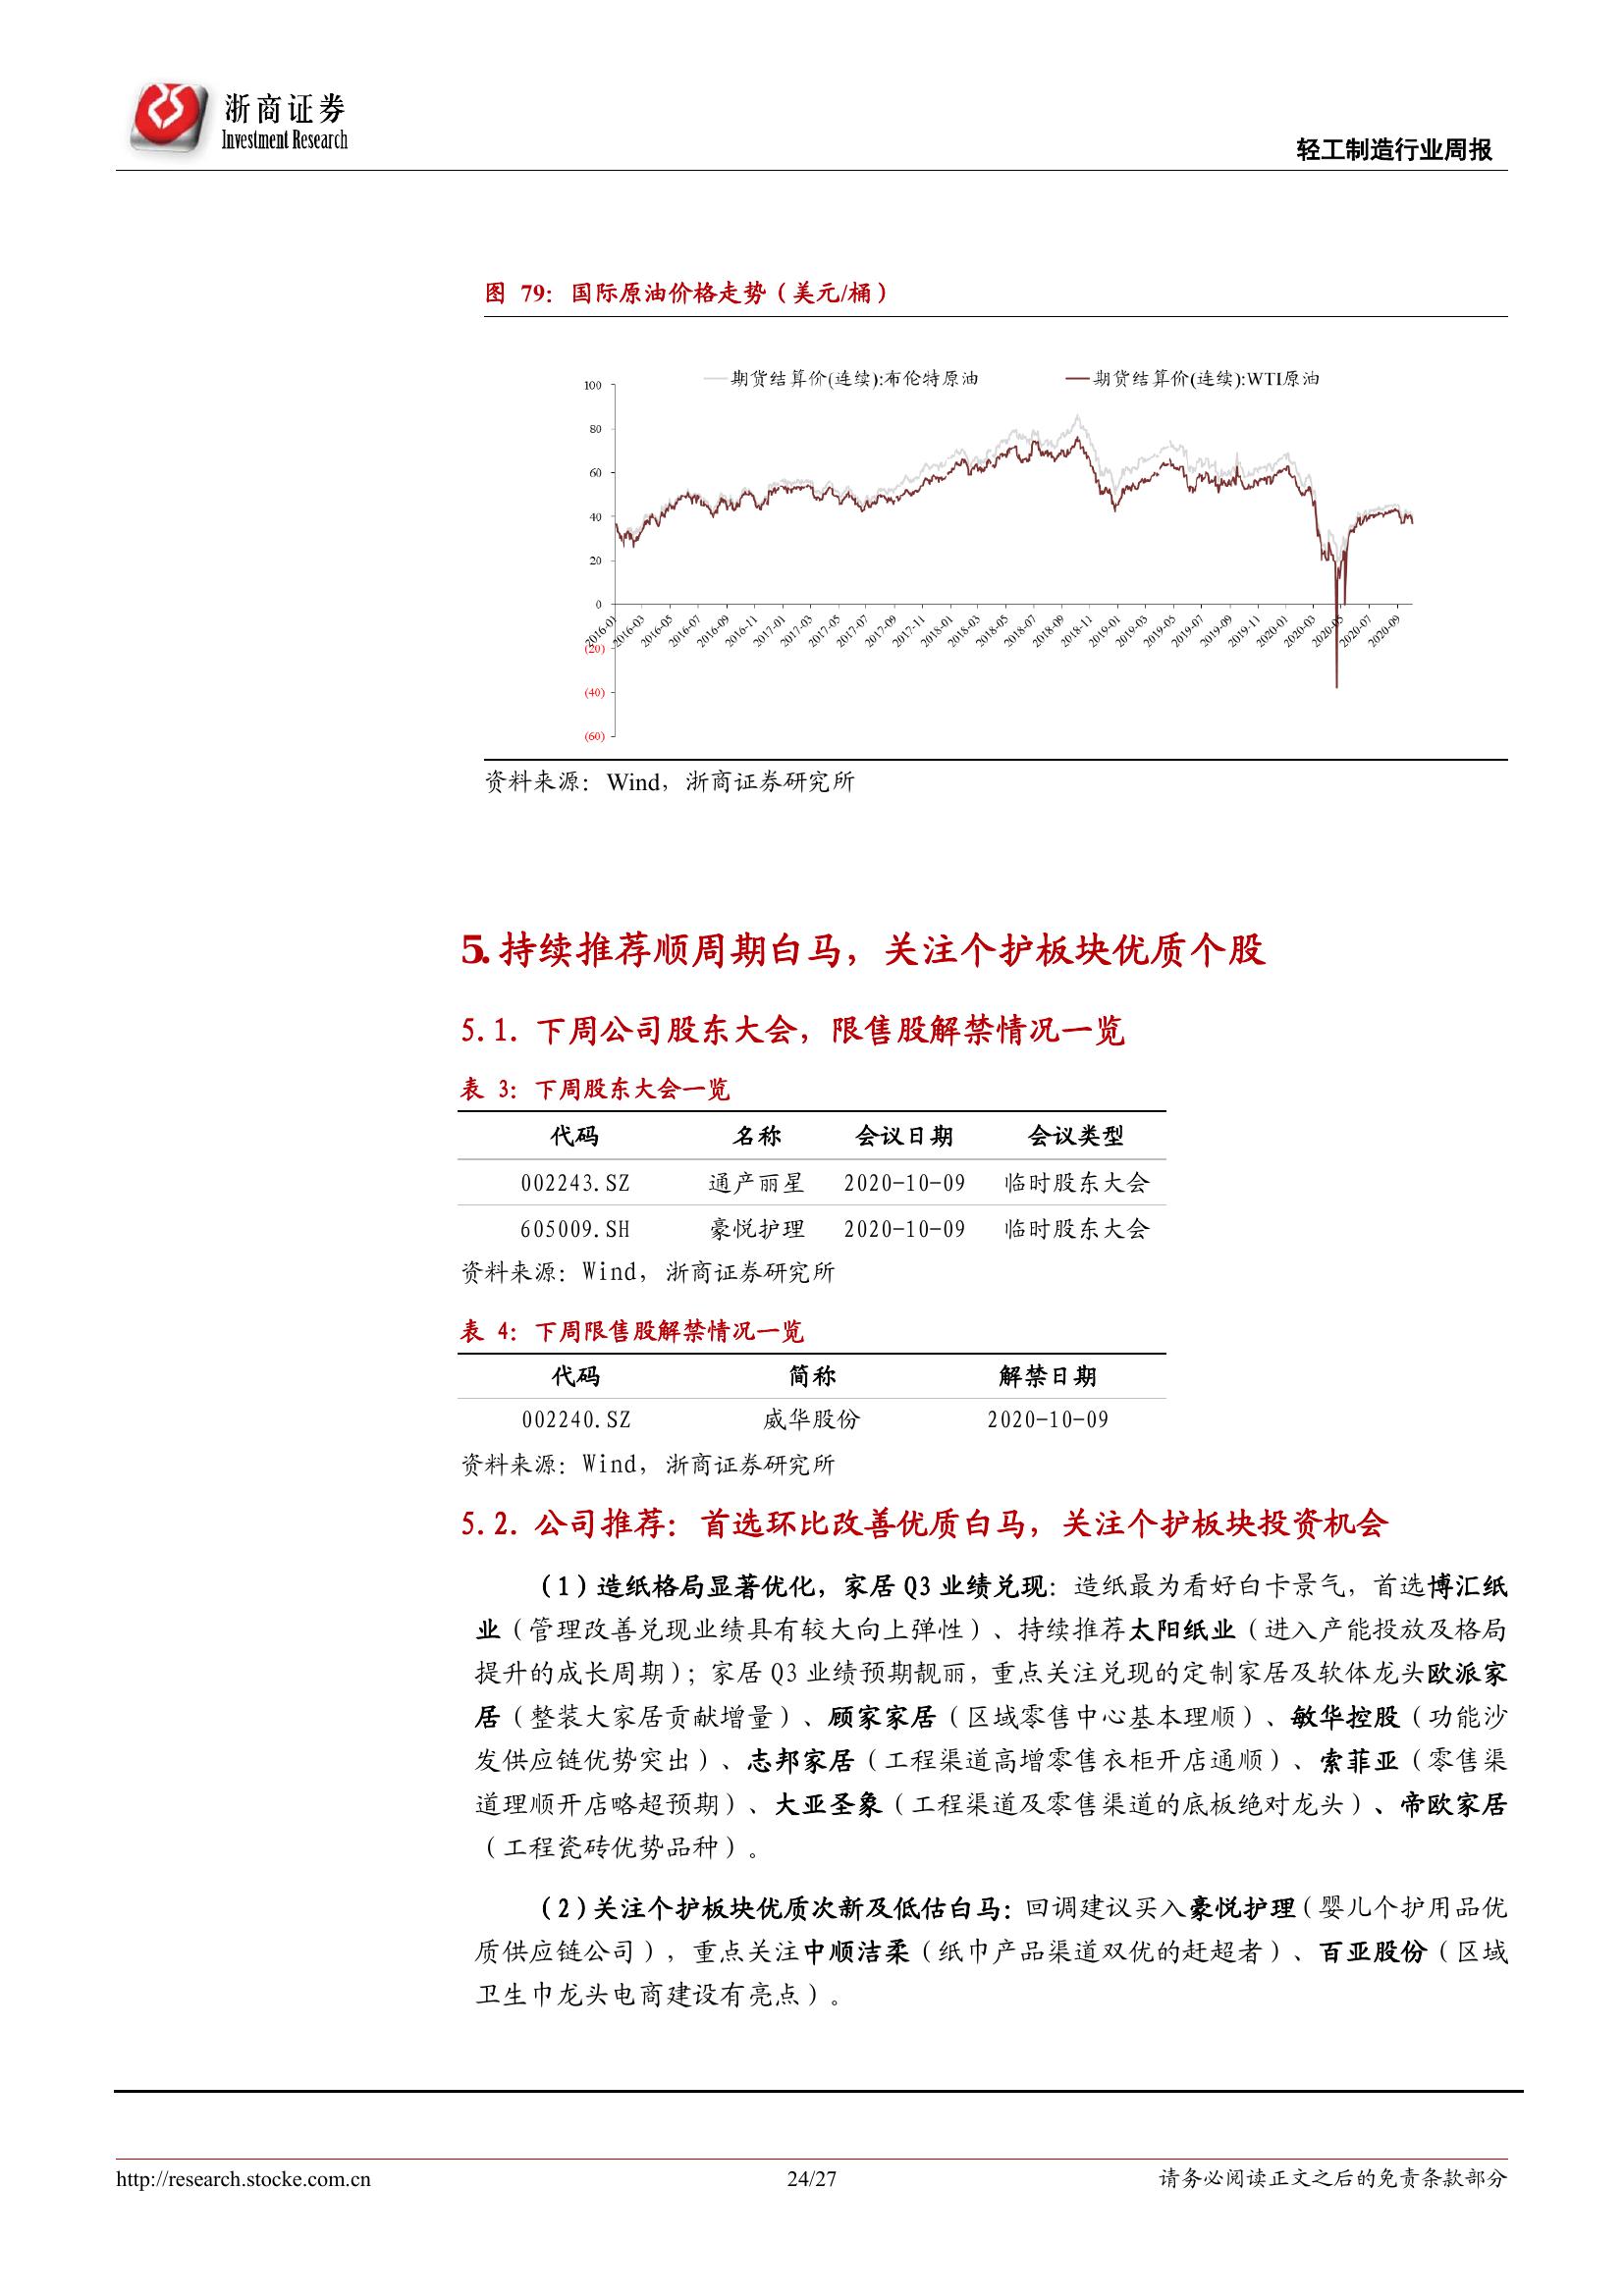 浙商证券
Investment Research
轻工制造行业周报
图 79：国际原油价格走势（美元/桶）
期货结算价(连续):布伦特原油 期货结算价(连续):WTI原油
100
80
60
40
20
0
(20)
(40)
(60)
2016-01 2016-03 2016-05 2016-07 2016-09 2016-11 2017-01 2017-03 2017-05 2017-07 2017-09 2017-11 2018-01 2018-03 2018-05 2018-07 2018-09 2018-11 2019-01 2019-03 2019-05 2019-07 2019-09 2019-11 2020-01 2020-03 2020-05 2020-07 2020-09
资料来源：Wind，浙商证券研究所
5.持续推荐顺周期白马，关注个护板块优质个股
5.1. 下周公司股东大会，限售股解禁情况一览
表 3：下周股东大会一览
代码 名称 会议日期 会议类型
002243.SZ 通产丽星 2020-10-09 临时股东大会
605009.SH 豪悦护理 2020-10-09 临时股东大会
资料来源：Wind，浙商证券研究所
表 4：下周限售股解禁情况一览
代码 简称 解禁日期
002240.SZ 威华股份 2020-10-09
资料来源：Wind，浙商证券研究所
5.2. 公司推荐：首选环比改善优质白马，关注个护板块投资机会
（1）造纸格局显著优化，家居 Q3 业绩兑现：造纸最为看好白卡景气，首选博汇纸
业（管理改善兑现业绩具有较大向上弹性）、持续推荐太阳纸业（进入产能投放及格局
提升的成长周期）；家居 Q3 业绩预期靓丽，重点关注兑现的定制家居及软体龙头欧派家
居（整装大家居贡献增量）、顾家家居（区域零售中心基本理顺）、敏华控股（功能沙
发供应链优势突出）、志邦家居（工程渠道高增零售衣柜开店通顺）、索菲亚（零售渠
道理顺开店略超预期）、大亚圣象（工程渠道及零售渠道的底板绝对龙头）、帝欧家居
（工程瓷砖优势品种）。
（2）关注个护板块优质次新及低估白马：回调建议买入豪悦护理（婴儿个护用品优
质供应链公司），重点关注中顺洁柔（纸巾产品渠道双优的赶超者）、百亚股份（区域
卫生巾龙头电商建设有亮点）。
http://research.stocke.com.cn 24/27 请务必阅读正文之后的免责条款部分